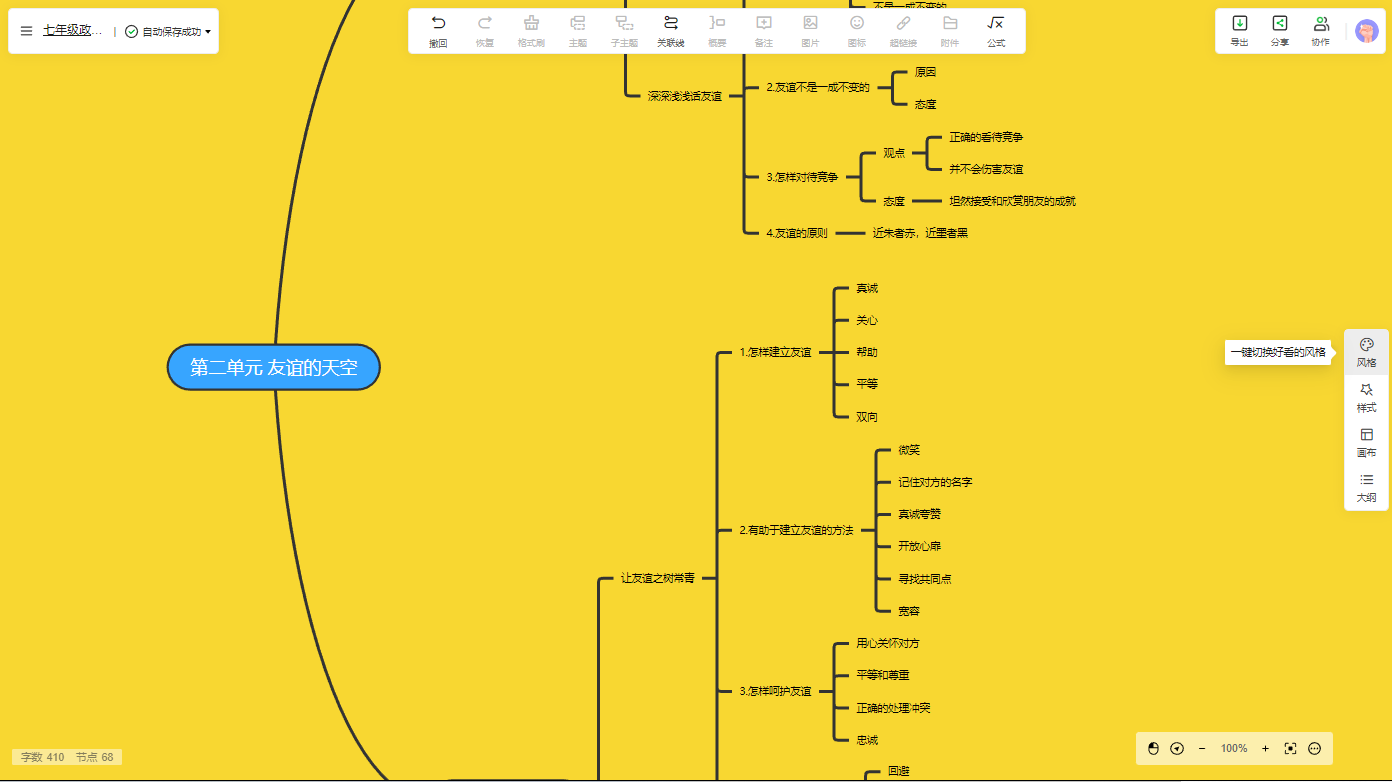 七年级政...
自动保存成功
撤回
恢复
格式刷
主题
子主题
关联线
概要
备注
图片
图标
超链接
附件
公式
导出
分享
协作
不是一成不变的
深深浅浅话友谊
2.友谊不是一成不变的
原因
态度
3.怎样对待竞争
观点
正确的看待竞争
并不会伤害友谊
态度
坦然接受和欣赏朋友的成就
4.友谊的原则
近朱者赤，近墨者黑
第二单元 友谊的天空
让友谊之树常青
1.怎样建立友谊
真诚
关心
帮助
平等
双向
2.有助于建立友谊的方法
微笑
记住对方的名字
真诚夸赞
开放心扉
寻找共同点
宽容
3.怎样呵护友谊
用心关怀对方
平等和尊重
正确的处理冲突
忠诚
回避
一键切换好看的风格
风格
样式
画布
大纲
字数 410 节点 68
100%